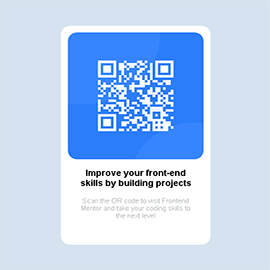 Improve your front-end
skills by building projects
Scan the QR code to visit Frontend
Mentor and take your coding skills to
the next level